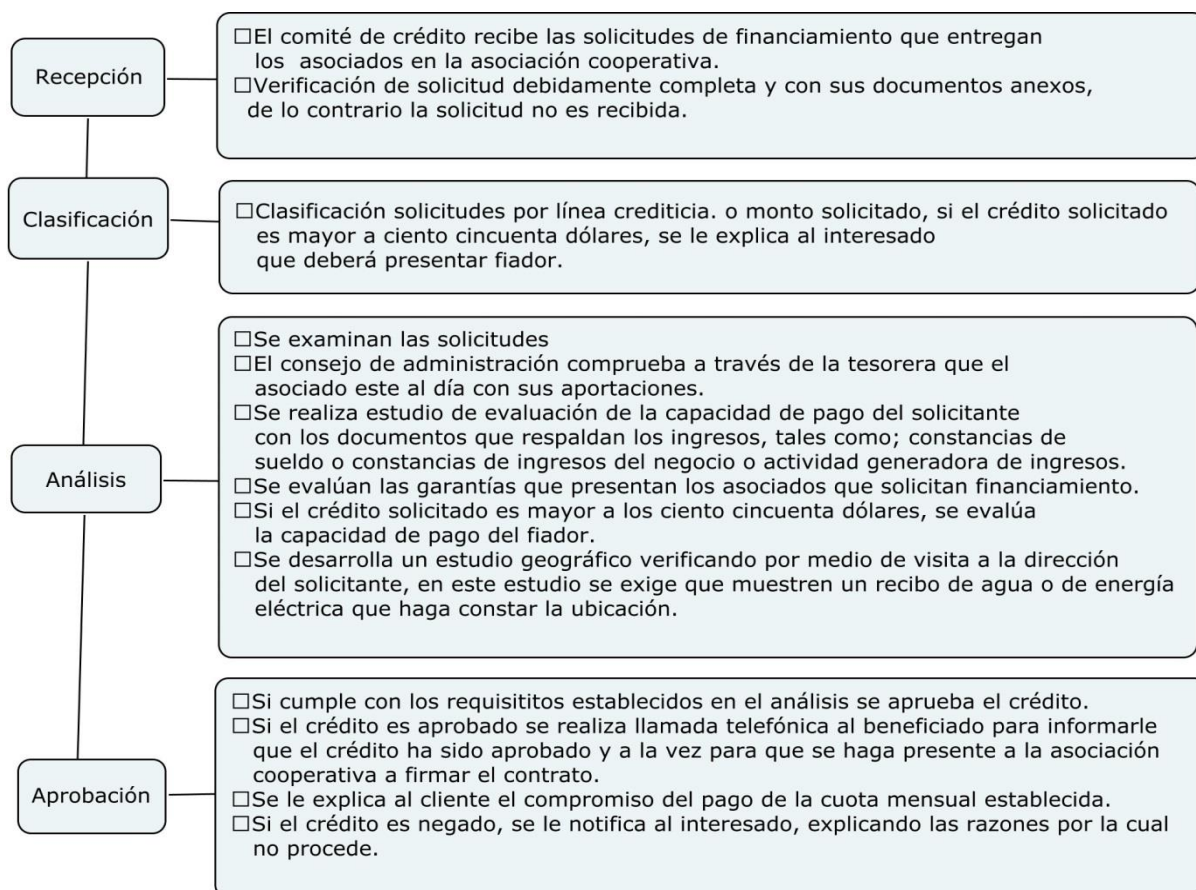 Recepción
☐El comité de crédito recibe las solicitudes de financiamiento que entregan
los asociados en la asociación cooperativa.
☐Verificación de solicitud debidamente completa y con sus documentos anexos,
de lo contrario la solicitud no es recibida.
Clasificación
☐Clasificación solicitudes por línea crediticia. o monto solicitado, si el crédito solicitado
es mayor a ciento cincuenta dólares, se le explica al interesado
que deberá presentar fiador.
Análisis
☐Se examinan las solicitudes
☐El consejo de administración comprueba a través de la tesorera que el
asociado este al día con sus aportaciones.
☐Se realiza estudio de evaluación de la capacidad de pago del solicitante
con los documentos que respaldan los ingresos, tales como; constancias de
sueldo o constancias de ingresos del negocio o actividad generadora de ingresos.
☐Se evalúan las garantías que presentan los asociados que solicitan financiamiento.
☐Si el crédito solicitado es mayor a los ciento cincuenta dólares, se evalúa
la capacidad de pago del fiador.
☐Se desarrolla un estudio geográfico verificando por medio de visita a la dirección
del solicitante, en este estudio se exige que muestren un recibo de agua o de energía
eléctrica que haga constar la ubicación.
Aprobación
☐Si cumple con los requisititos establecidos en el análisis se aprueba el crédito.
☐Si el crédito es aprobado se realiza llamada telefónica al beneficiado para informarle
que el crédito ha sido aprobado y a la vez para que se haga presente a la asociación
cooperativa a firmar el contrato.
☐Se le explica al cliente el compromiso del pago de la cuota mensual establecida.
☐Si el crédito es negado, se le notifica al interesado, explicando las razones por la cual
no procede.